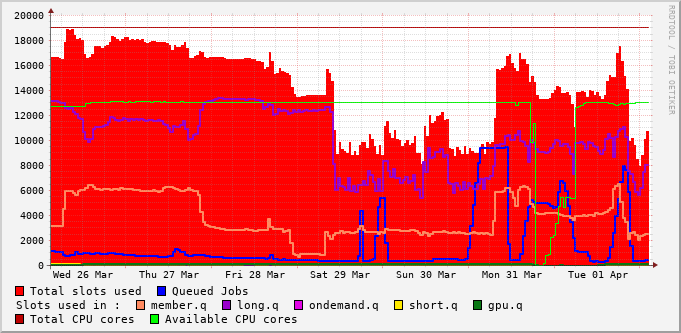 RRDTOOL / TOBI OETIKER
20000
18000
16000
14000
12000
10000
8000
6000
4000
2000
0
Wed 26 Mar Thu 27 Mar Fri 28 Mar Sat 29 Mar Sun 30 Mar Mon 31 Mar Tue 01 Apr
Total slots used Queued Jobs
Slots used in : member.q long.q ondemand.q short.q gpu.q
Total CPU cores Available CPU cores